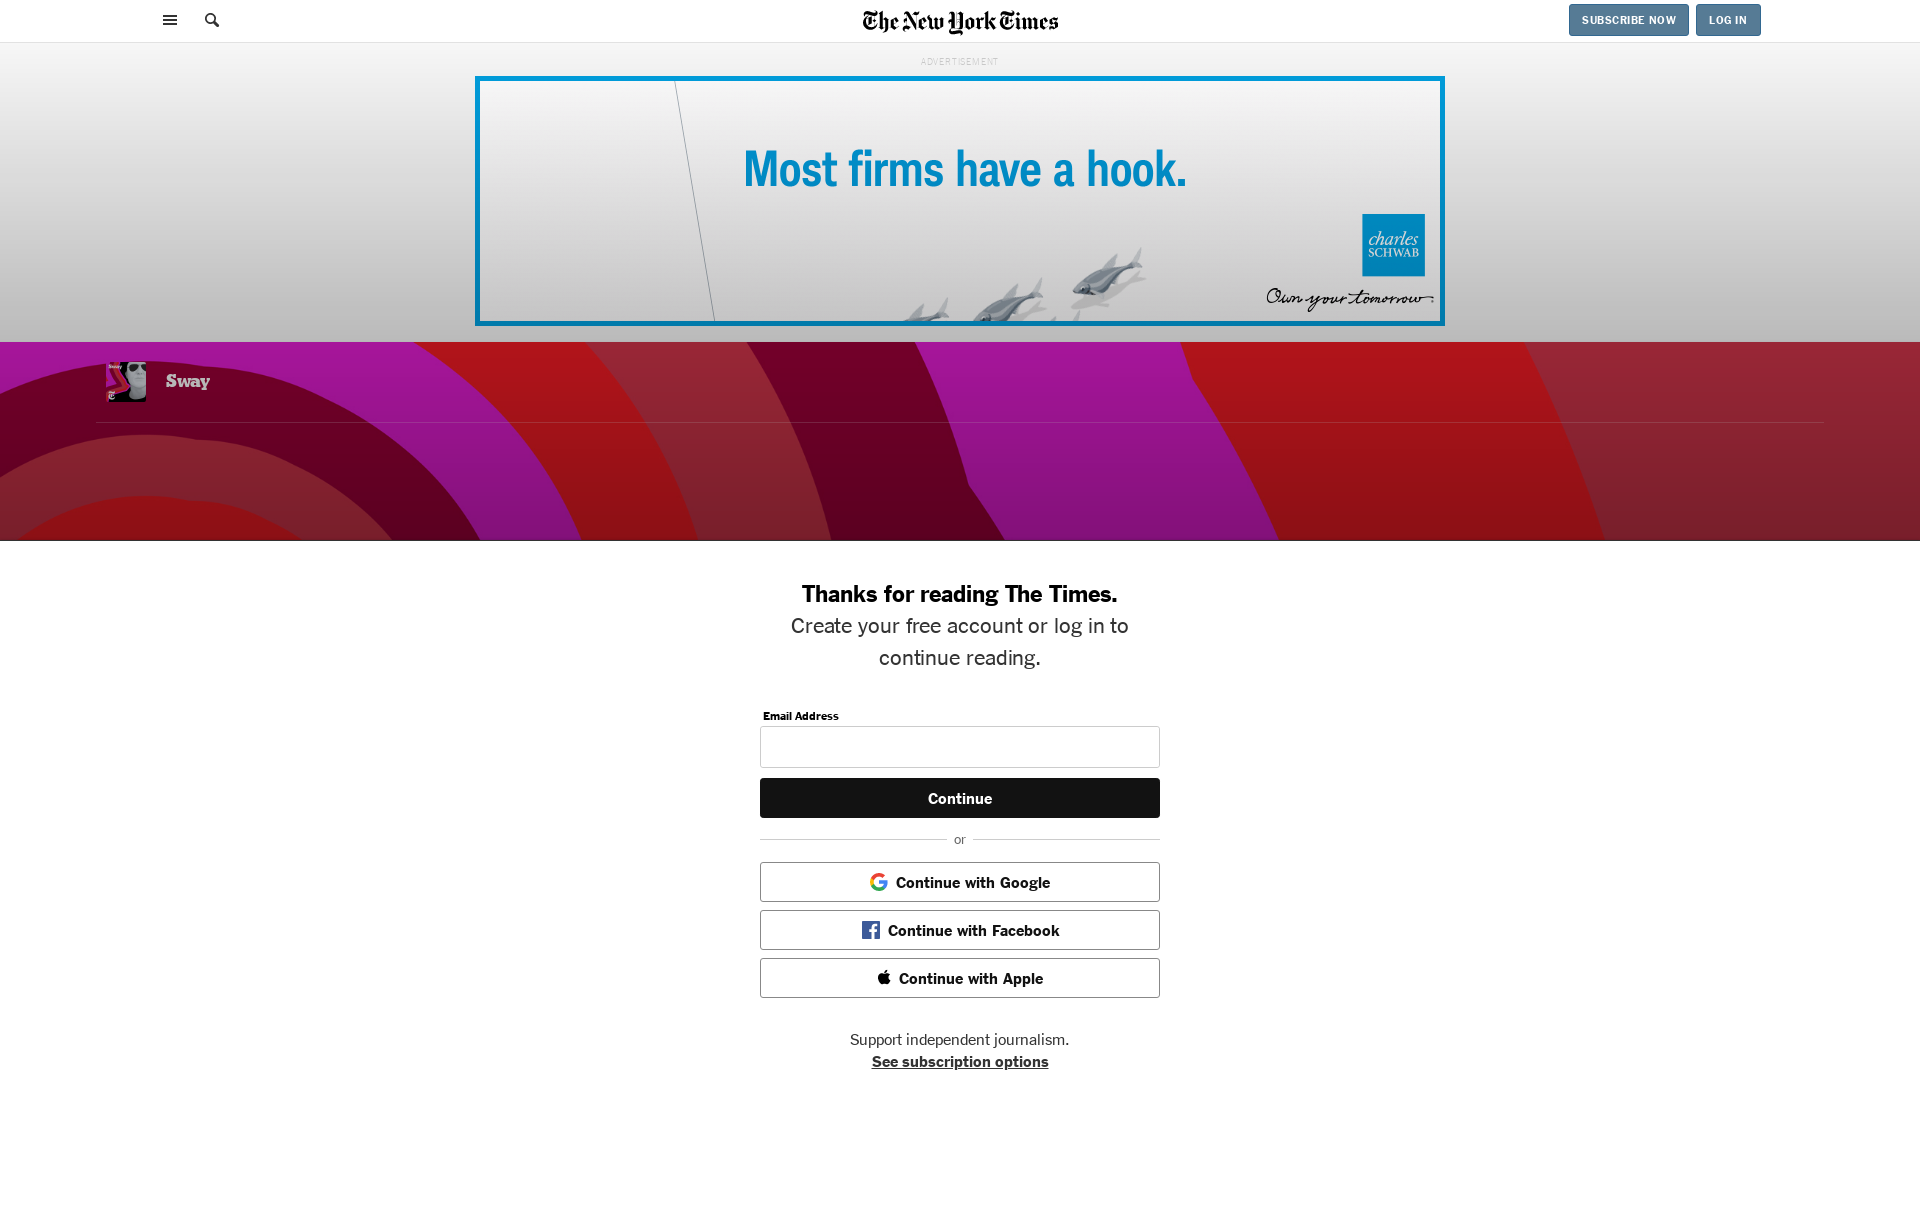 The New York Times
SUBSCRIBE NOW
LOG IN
ADVERTISEMENT
Most firms have a hook.
charles
SCHWAB
Own your tomorrow
Sway
Thanks for reading The Times.
Create your free account or log in to
continue reading.
Email Address
Continue
or
Continue with Google
Continue with Facebook
Continue with Apple
Support independent journalism.
See subscription options